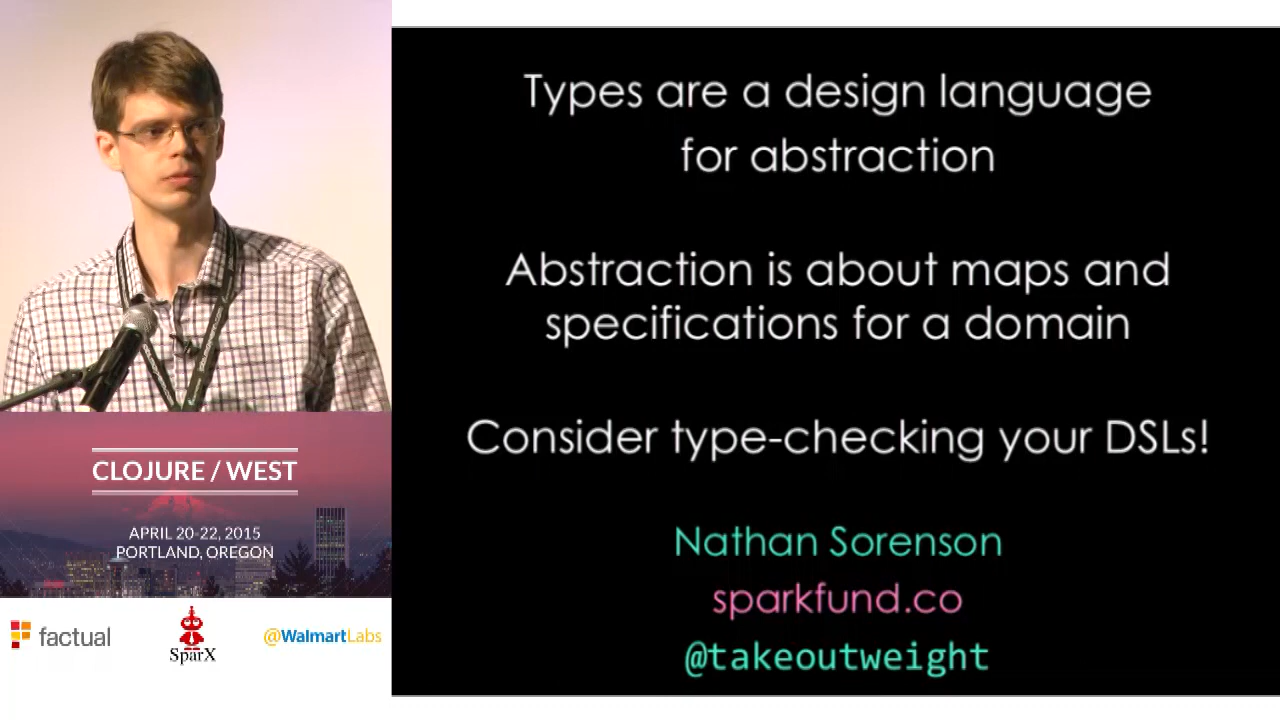 Types are a design language
for abstraction
Abstraction is about maps and
specifications for a domain
Consider type-checking your DSLs!
Nathan Sorenson
sparkfund.co
@takeoutweight
CLOJURE / WEST
APRIL 20-22, 2015
PORTLAND, OREGON
factual
SparX
@WalmartLabs